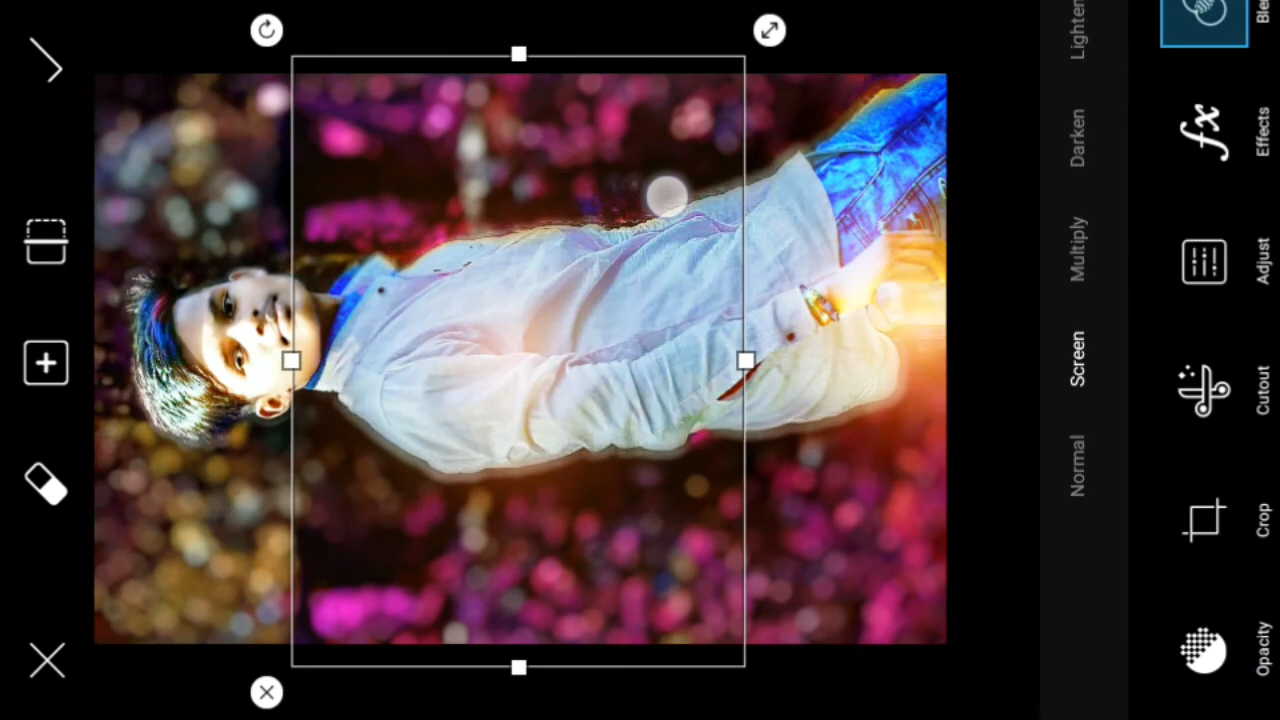 Normal
Screen
Multiply
Darken
Lighten
Opacity
Crop
Cutout
Adjust
Effects